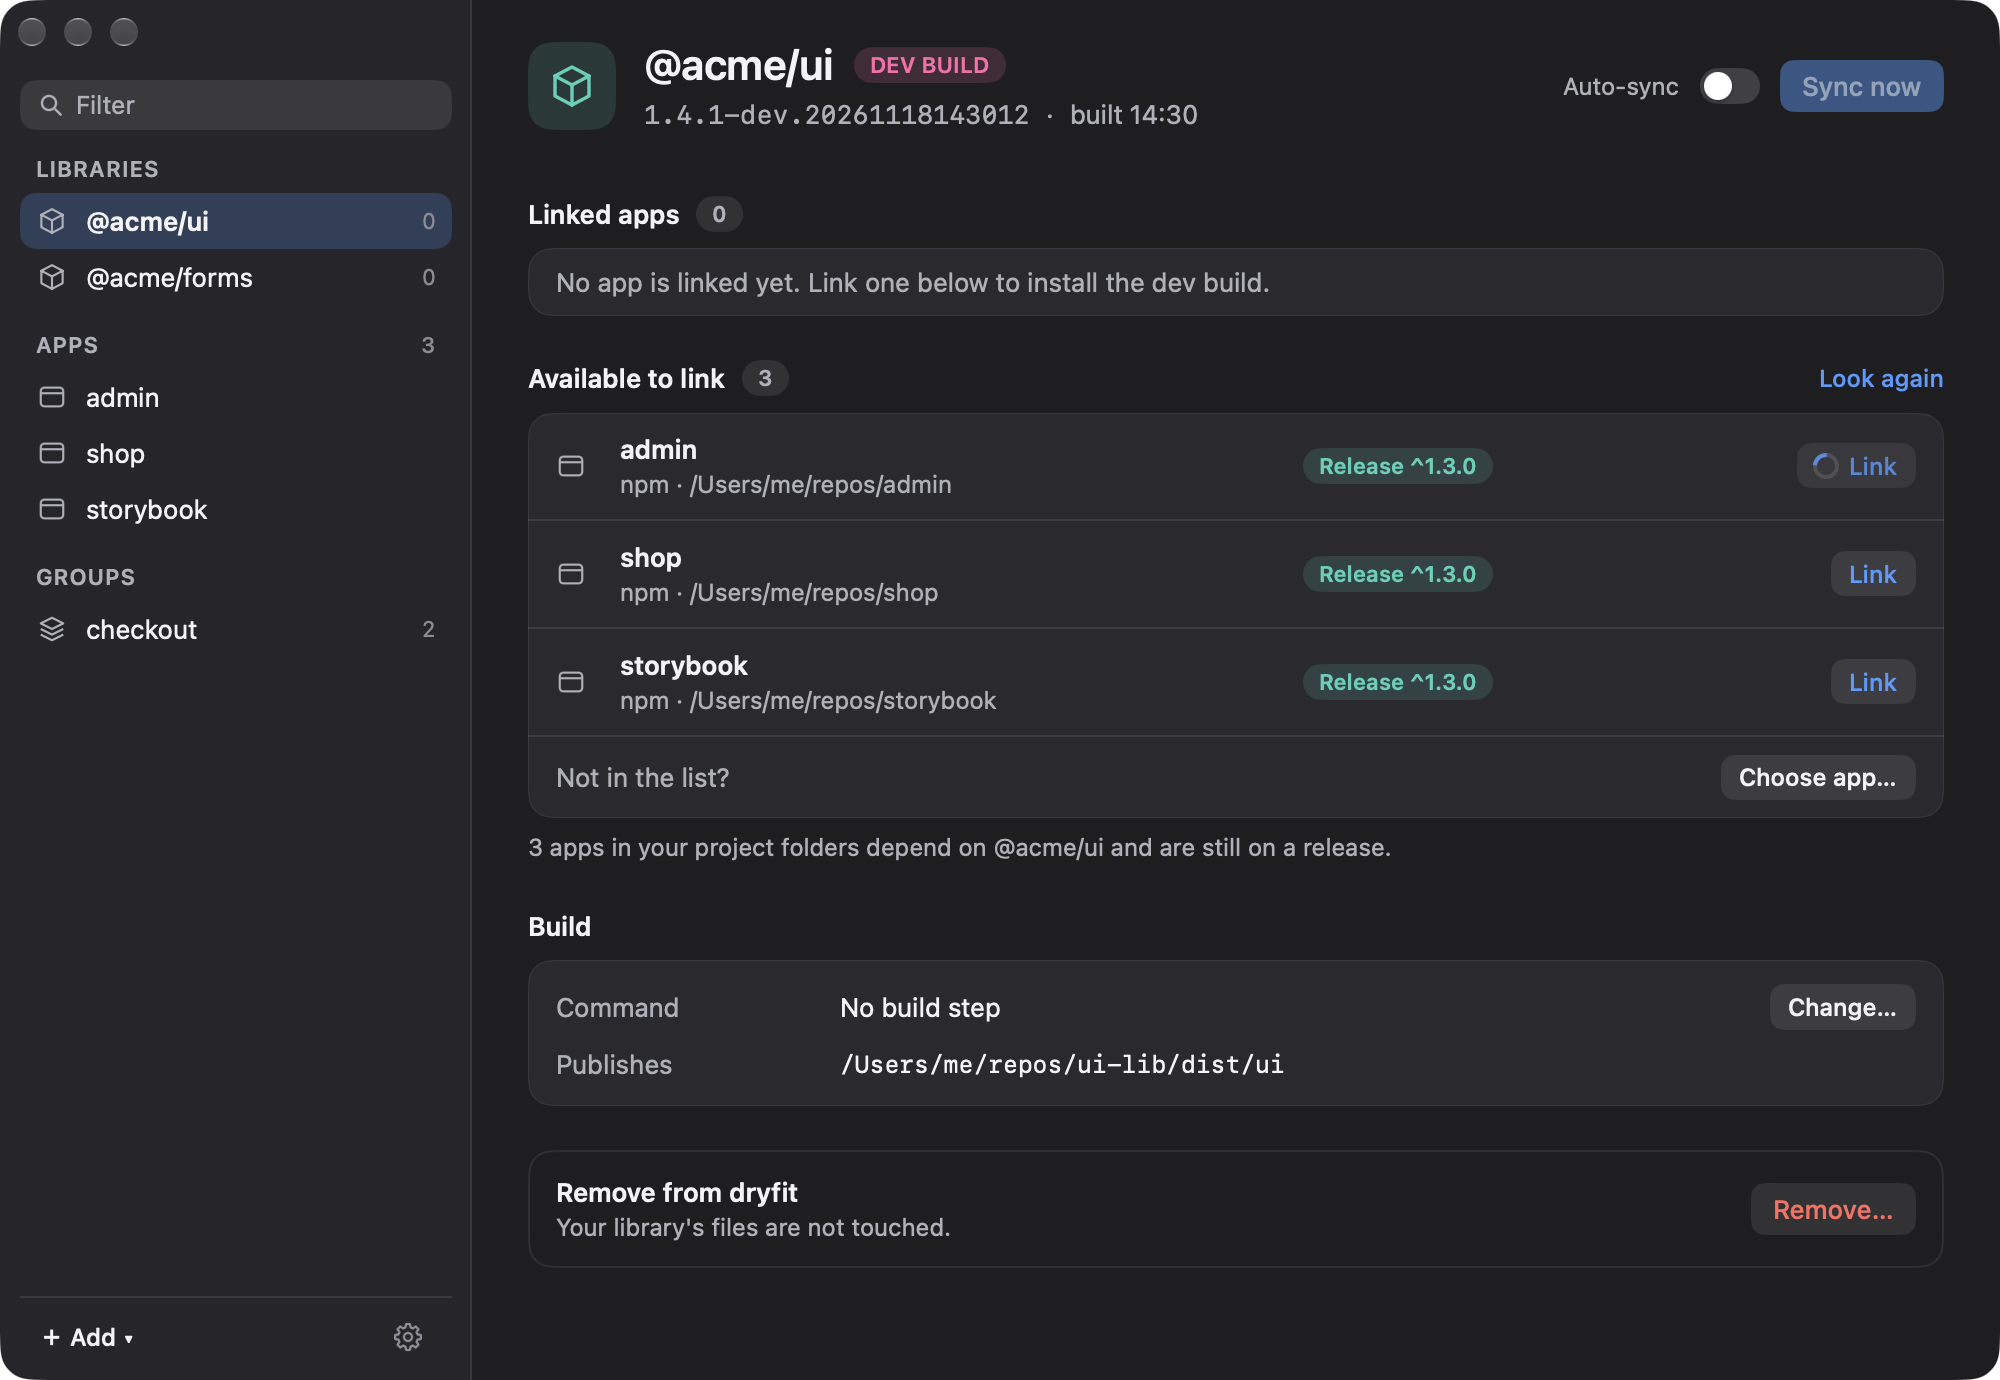 Filter
LIBRARIES
@acme/ui 0
@acme/forms 0
APPS 3
admin
shop
storybook
GROUPS
checkout 2
+ Add ▾
@acme/ui DEV BUILD
1.4.1-dev.20261118143012 · built 14:30
Auto-sync Sync now
Linked apps 0
No app is linked yet. Link one below to install the dev build.
Available to link 3 Look again
admin
npm · /Users/me/repos/admin
Release ^1.3.0 Link
shop
npm · /Users/me/repos/shop
Release ^1.3.0 Link
storybook
npm · /Users/me/repos/storybook
Release ^1.3.0 Link
Not in the list? Choose app...
3 apps in your project folders depend on @acme/ui and are still on a release.
Build
Command No build step Change...
Publishes /Users/me/repos/ui-lib/dist/ui
Remove from dryfit
Your library's files are not touched.
Remove...